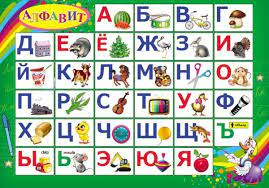 АЛФАВИТ
А Б В Г
Д Е Ё Ж З И
Й К Л М Н О
П Р С Т У Ф
Х Ц Ч Ш Щ Ъ
Ы Ь Э Ю Я